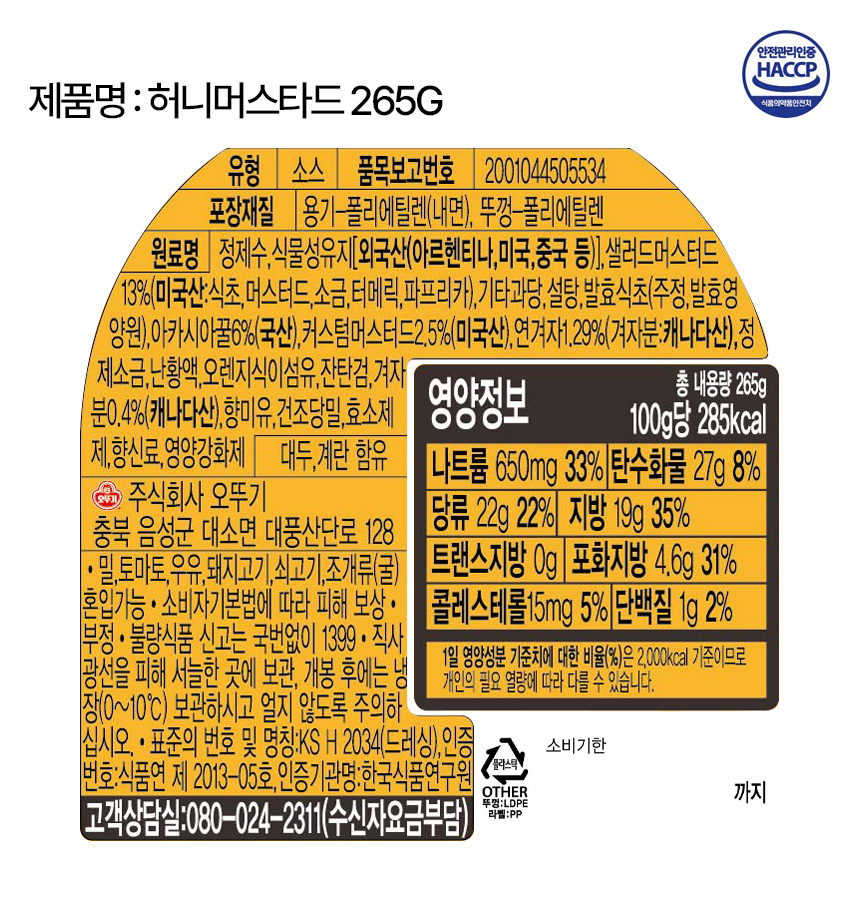 안전관리인증
HACCP
식품의약품안전처
제품명 : 허니머스타드 265G
유형 소스 품목보고번호 2001044505534
포장재질 용기-폴리에틸렌(내면), 뚜껑-폴리에틸렌
원료명 정제수,식물성유지[외국산(아르헨티나,미국,중국 등)],샐러드머스터드
13%(미국산:식초,머스터드,소금,터메릭,파프리카),기타과당,설탕,발효식초(주정,발효영
양원),아카시아꿀6%(국산),커스텀머스터드2.5%(미국산),연겨자1.29%(겨자분:캐나다산),정
제소금,난황액,오렌지식이섬유,잔탄검,겨자
분0.4%(캐나다산),향미유,건조당밀,효소제
제,향신료,영양강화제 대두,계란 함유
오뚜기 주식회사 오뚜기
충북 음성군 대소면 대풍산단로 128
• 밀,토마토,우유,돼지고기,쇠고기,조개류(굴)
혼입가능 • 소비자기본법에 따라 피해 보상 •
부정 • 불량식품 신고는 국번없이 1399 • 직사
광선을 피해 서늘한 곳에 보관, 개봉 후에는 냉
장(0~10℃) 보관하시고 얼지 않도록 주의하
십시오. • 표준의 번호 및 명칭:KS H 2034(드레싱),인증
번호:식품연 제 2013-05호,인증기관명:한국식품연구원
고객상담실:080-024-2311(수신자요금부담)
영양정보
총 내용량 265g
100g당 285kcal
나트륨 650mg 33% 탄수화물 27g 8%
당류 22g 22% 지방 19g 35%
트랜스지방 0g 포화지방 4.6g 31%
콜레스테롤15mg 5% 단백질 1g 2%
1일 영양성분 기준치에 대한 비율(%)은 2,000kcal 기준이므로
개인의 필요 열량에 따라 다를 수 있습니다.
플라스틱
OTHER
뚜껑:LDPE
라벨:PP
소비기한
까지